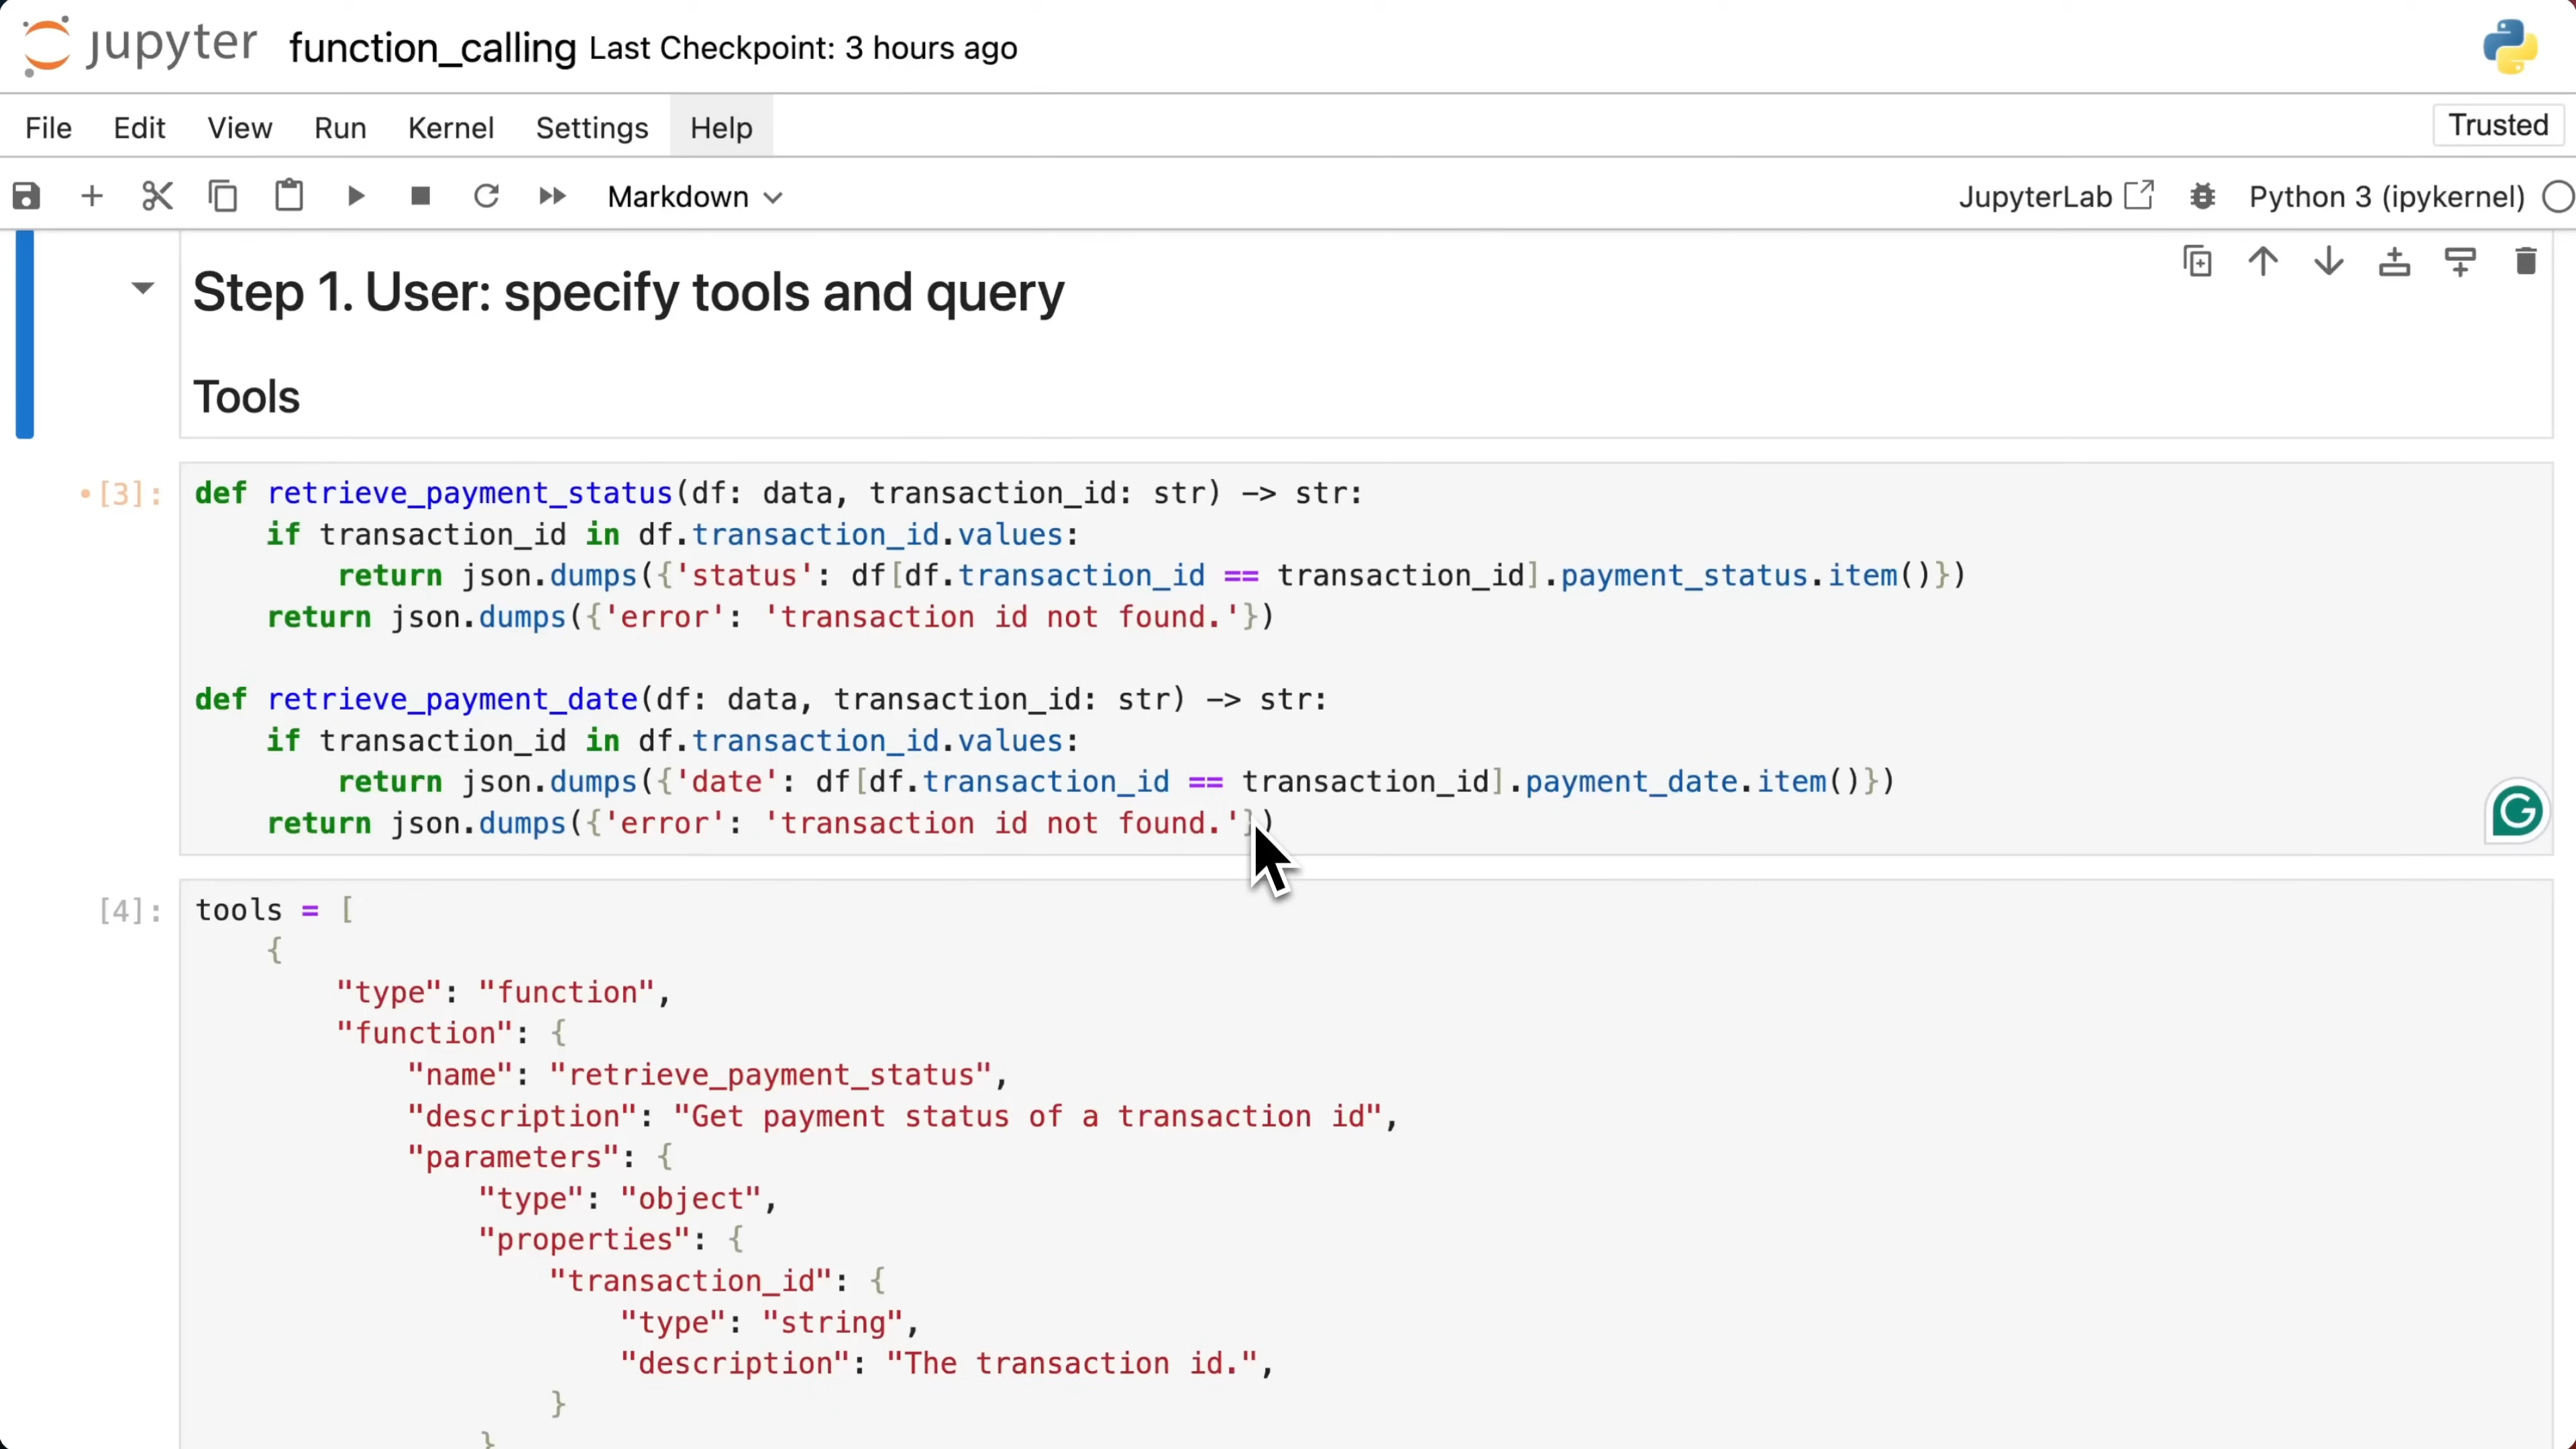 jupyter function_calling Last Checkpoint: 3 hours ago
File Edit View Run Kernel Settings Help Trusted
Markdown JupyterLab Python 3 (ipykernel)
Step 1. User: specify tools and query
Tools
[3]: def retrieve_payment_status(df: data, transaction_id: str) -> str:
if transaction_id in df.transaction_id.values:
return json.dumps({'status': df[df.transaction_id == transaction_id].payment_status.item()})
return json.dumps({'error': 'transaction id not found.'})
def retrieve_payment_date(df: data, transaction_id: str) -> str:
if transaction_id in df.transaction_id.values:
return json.dumps({'date': df[df.transaction_id == transaction_id].payment_date.item()})
return json.dumps({'error': 'transaction id not found.'})
[4]: tools = [
{
"type": "function",
"function": {
"name": "retrieve_payment_status",
"description": "Get payment status of a transaction id",
"parameters": {
"type": "object",
"properties": {
"transaction_id": {
"type": "string",
"description": "The transaction id.",
}
}